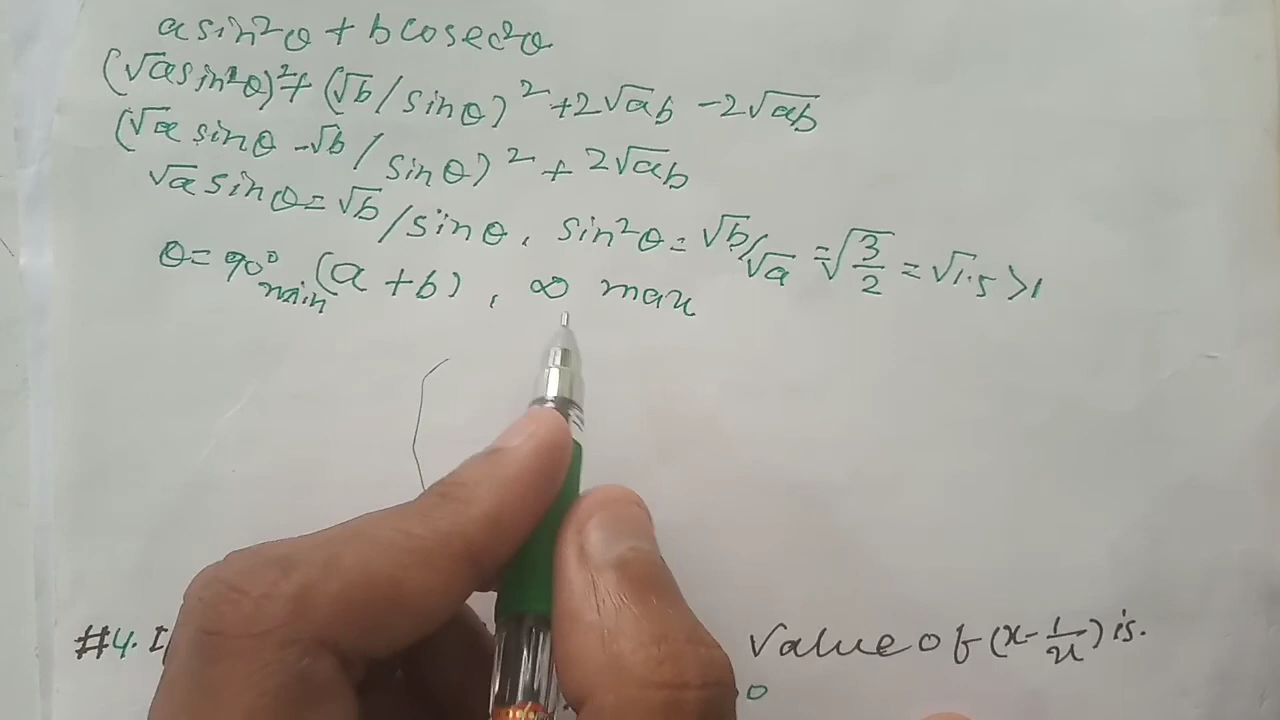 a sin²θ + b cosec²θ
(√a sin²θ)² + (√b / sinθ)² + 2√ab - 2√ab
(√a sinθ - √b / sinθ)² + 2√ab
√a sinθ = √b / sinθ, sin²θ = √b/√a = √3/2 = √1.5 > 1
θ = 90° min (a + b), ∞ max
#4. I Value of (x - 1/x) is.